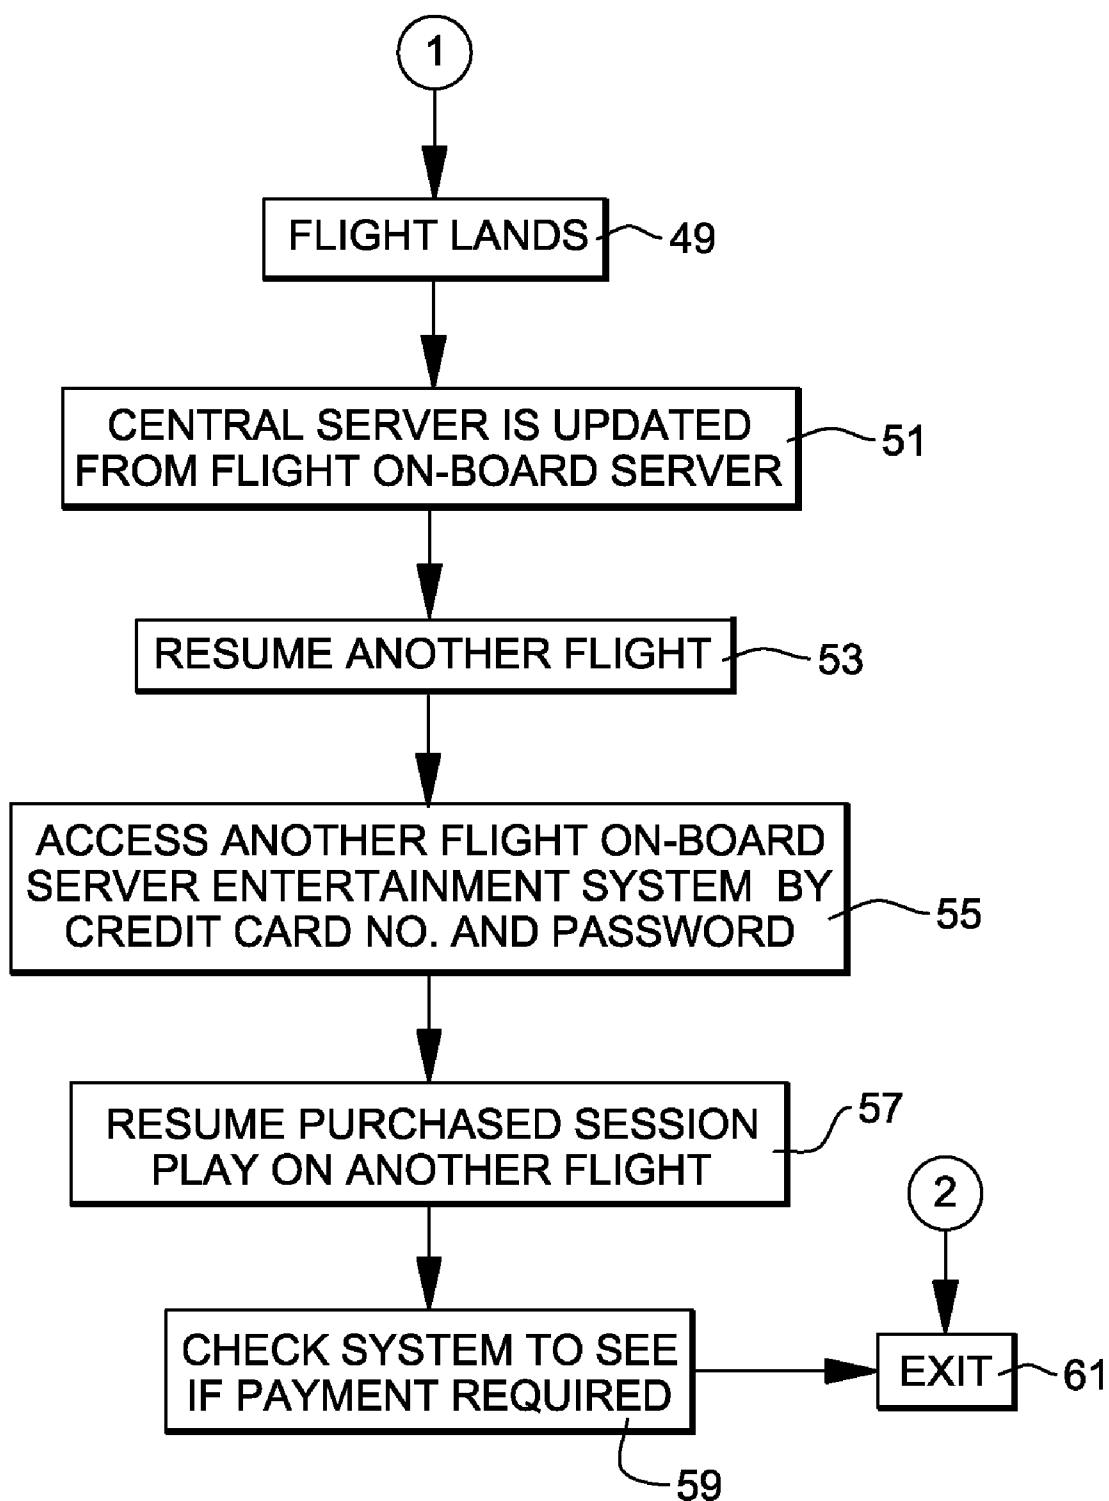 1
FLIGHT LANDS
49
CENTRAL SERVER IS UPDATED
FROM FLIGHT ON-BOARD SERVER
51
RESUME ANOTHER FLIGHT
53
ACCESS ANOTHER FLIGHT ON-BOARD
SERVER ENTERTAINMENT SYSTEM BY
CREDIT CARD NO. AND PASSWORD
55
RESUME PURCHASED SESSION
PLAY ON ANOTHER FLIGHT
57
2
CHECK SYSTEM TO SEE
IF PAYMENT REQUIRED
59
EXIT
61